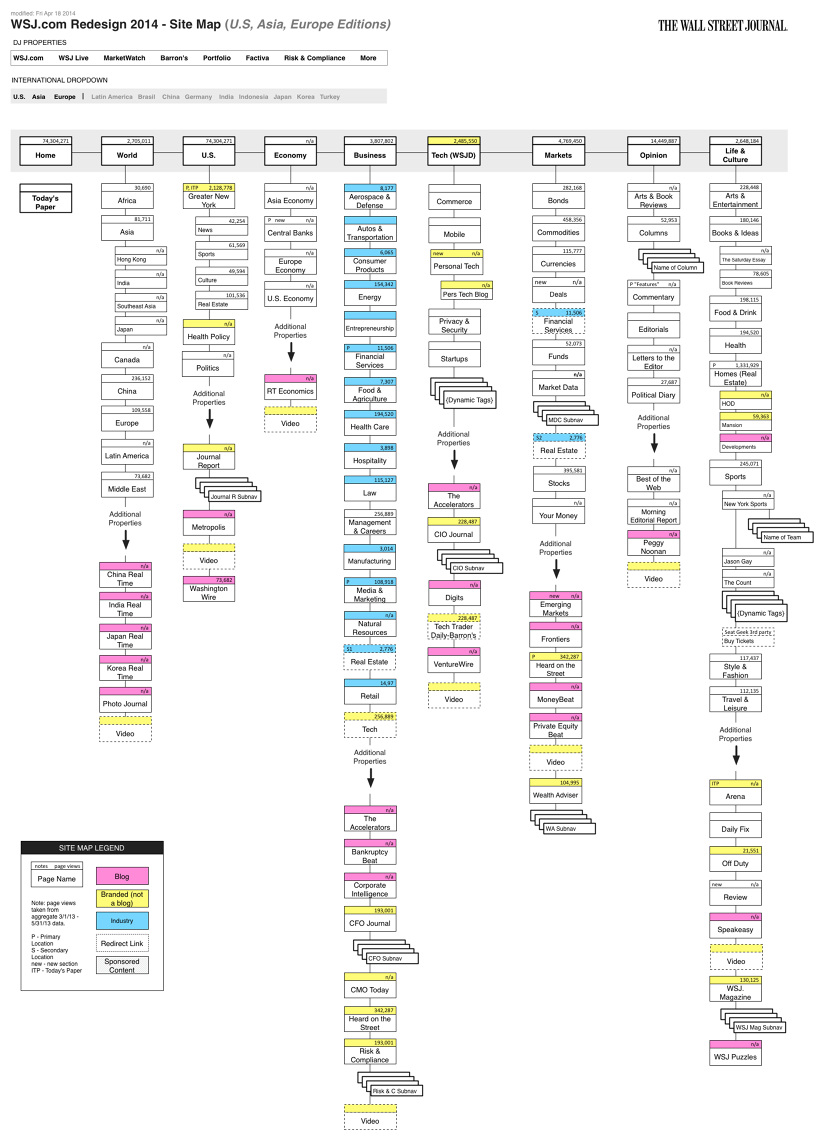 modified: Fri Apr 18 2014
WSJ.com Redesign 2014 - Site Map (U.S, Asia, Europe Editions)
THE WALL STREET JOURNAL.
DJ PROPERTIES
WSJ.com WSJ Live MarketWatch Barron's Portfolio Factiva Risk & Compliance More
INTERNATIONAL DROPDOWN
U.S. Asia Europe | Latin America Brasil China Germany India Indonesia Japan Korea Turkey
74,304,271
Home
Today's
Paper
2,705,011
World
30,690
Africa
81,711
Asia
n/a
Hong Kong
n/a
India
n/a
Southeast Asia
n/a
Japan
n/a
Canada
236,152
China
109,558
Europe
n/a
Latin America
73,682
Middle East
Additional
Properties
n/a
China Real
Time
n/a
India Real
Time
n/a
Japan Real
Time
n/a
Korea Real
Time
n/a
Photo Journal
Video
74,304,271
U.S.
P, ITP 2,128,778
Greater New
York
42,254
News
61,569
Sports
49,594
Culture
101,536
Real Estate
n/a
Health Policy
n/a
Politics
Additional
Properties
n/a
Journal
Report
Journal R Subnav
n/a
Metropolis
Video
73,682
Washington
Wire
n/a
Economy
n/a
Asia Economy
P new n/a
Central Banks
n/a
Europe
Economy
n/a
U.S. Economy
Additional
Properties
n/a
RT Economics
Video
3,807,802
Business
8,177
Aerospace &
Defense
Autos &
Transportation
6,065
Consumer
Products
154,342
Energy
Entrepreneurship
P 11,506
Financial
Services
7,307
Food &
Agriculture
194,520
Health Care
3,898
Hospitality
115,127
Law
256,889
Management
& Careers
3,014
Manufacturing
P 108,918
Media &
Marketing
n/a
Natural
Resources
S1 2,776
Real Estate
14,97
Retail
256,889
Tech
Additional
Properties
n/a
The
Accelerators
n/a
Bankruptcy
Beat
n/a
Corporate
Intelligence
193,001
CFO Journal
CFO Subnav
n/a
CMO Today
342,287
Heard on the
Street
193,001
Risk &
Compliance
Risk & C Subnav
Video
2,485,550
Tech (WSJD)
Commerce
Mobile
new n/a
Personal Tech
n/a
Pers Tech Blog
Privacy &
Security
Startups
{Dynamic Tags}
Additional
Properties
n/a
The
Accelerators
228,487
CIO Journal
CIO Subnav
n/a
Digits
228,487
Tech Trader
Daily-Barron's
n/a
VentureWire
Video
4,769,450
Markets
282,168
Bonds
458,356
Commodities
115,777
Currencies
new n/a
Deals
S 11,506
Financial
Services
52,073
Funds
n/a
Market Data
MDC Subnav
S2 2,776
Real Estate
395,581
Stocks
n/a
Your Money
Additional
Properties
new n/a
Emerging
Markets
n/a
Frontiers
P 342,287
Heard on the
Street
n/a
MoneyBeat
n/a
Private Equity
Beat
Video
104,995
Wealth Adviser
WA Subnav
14,449,887
Opinion
n/a
Arts & Book
Reviews
52,953
Columns
Name of Column
P "Features" n/a
Commentary
Editorials
n/a
Letters to the
Editor
27,687
Political Diary
Additional
Properties
n/a
Best of the
Web
n/a
Morning
Editorial Report
n/a
Peggy
Noonan
Video
2,648,184
Life &
Culture
228,448
Arts &
Entertainment
180,146
Books & Ideas
n/a
The Saturday Essay
78,605
Book Reviews
198,115
Food & Drink
194,520
Health
P 1,331,929
Homes (Real
Estate)
n/a
HOD
59,363
Mansion
n/a
Developments
245,071
Sports
n/a
New York Sports
Name of Team
n/a
Jason Gay
n/a
The Count
{Dynamic Tags}
Seat Geek 3rd party
Buy Tickets
117,437
Style &
Fashion
112,135
Travel &
Leisure
Additional
Properties
ITP n/a
Arena
Daily Fix
21,551
Off Duty
new n/a
Review
n/a
Speakeasy
Video
130,125
WSJ.
Magazine
WSJ Mag Subnav
n/a
WSJ Puzzles
SITE MAP LEGEND
notes page views
Page Name
Note: page views
taken from
aggregate 3/1/13 -
5/31/13 data.
P - Primary
Location
S - Secondary
Location
new - new section
ITP - Today's Paper
Blog
Branded (not
a blog)
Industry
Redirect Link
Sponsored
Content